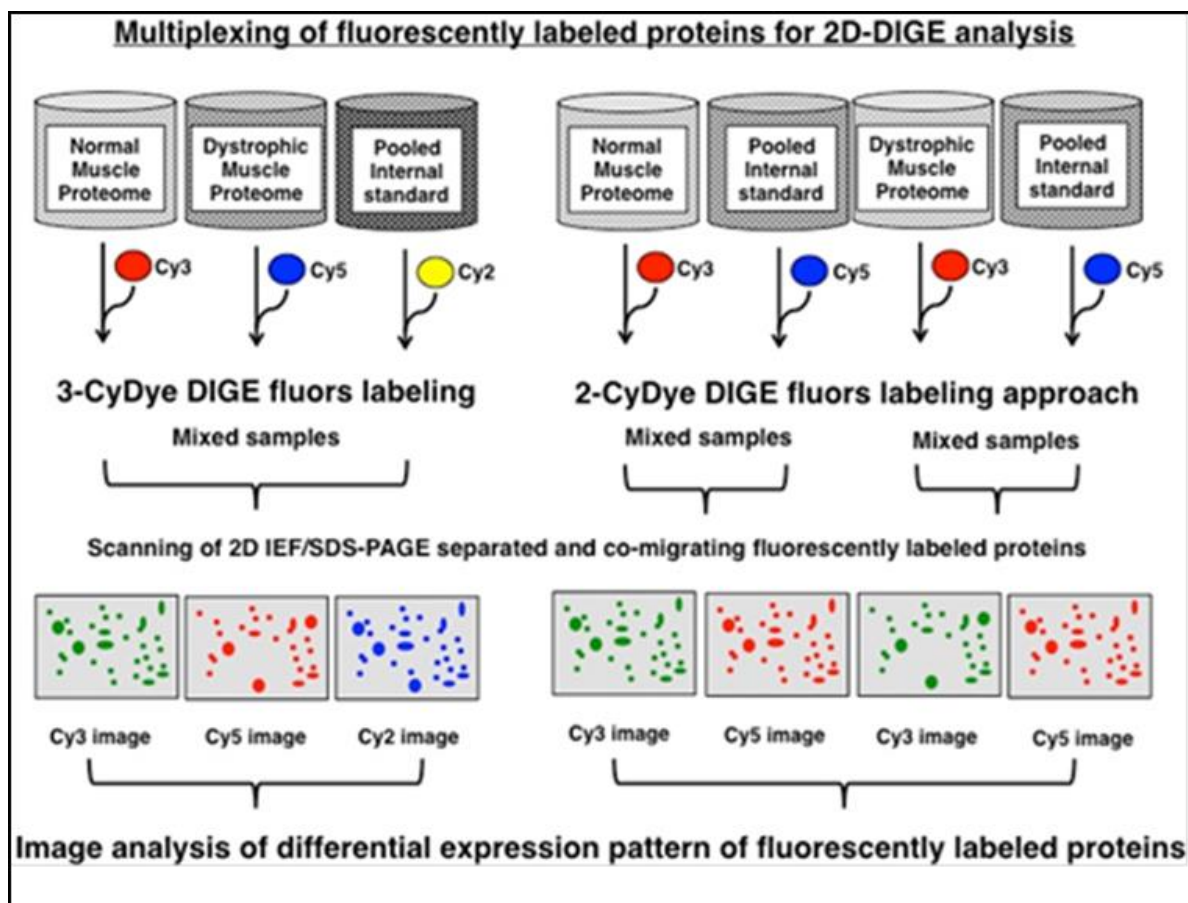 Multiplexing of fluorescently labeled proteins for 2D-DIGE analysis
Normal
Muscle
Proteome
Dystrophic
Muscle
Proteome
Pooled
Internal
standard
Normal
Muscle
Proteome
Pooled
Internal
standard
Dystrophic
Muscle
Proteome
Pooled
Internal
standard
Cy3
Cy5
Cy2
Cy3
Cy5
Cy3
Cy5
3-CyDye DIGE fluors labeling
2-CyDye DIGE fluors labeling approach
Mixed samples
Mixed samples
Mixed samples
Scanning of 2D IEF/SDS-PAGE separated and co-migrating fluorescently labeled proteins
Cy3 image
Cy5 image
Cy2 image
Cy3 image
Cy5 image
Cy3 image
Cy5 image
Image analysis of differential expression pattern of fluorescently labeled proteins